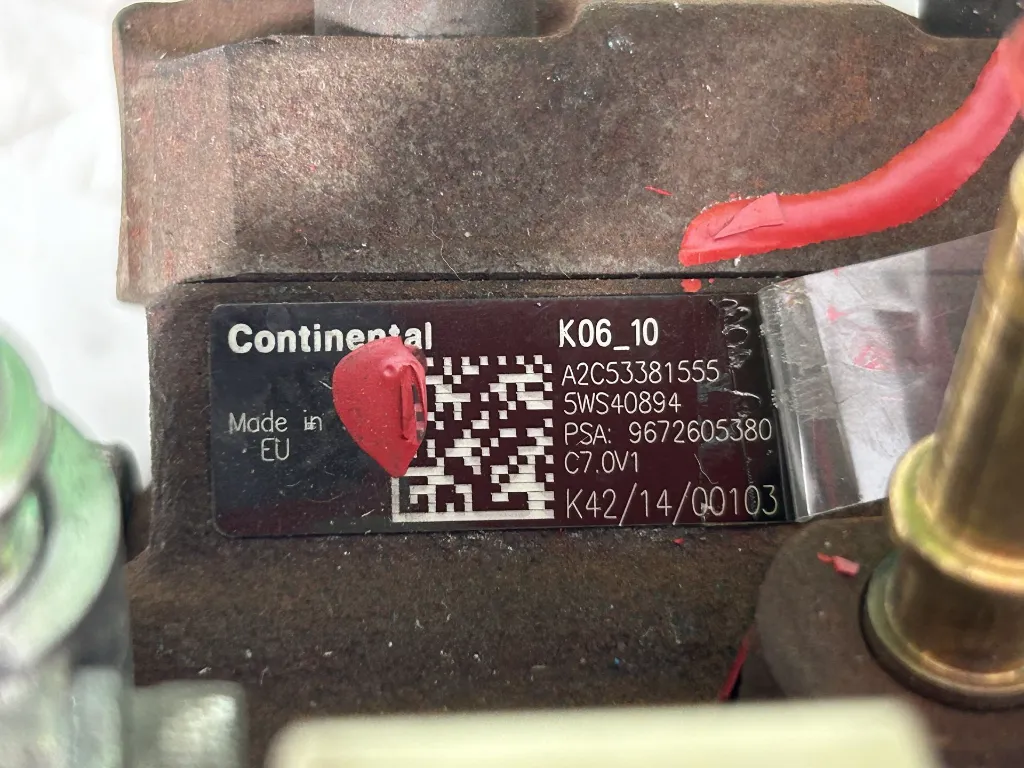 Continental
Made in
EU
K06_10
A2C53381555
5WS40894
PSA: 9672605380
C7.0V1
K42/14/00103